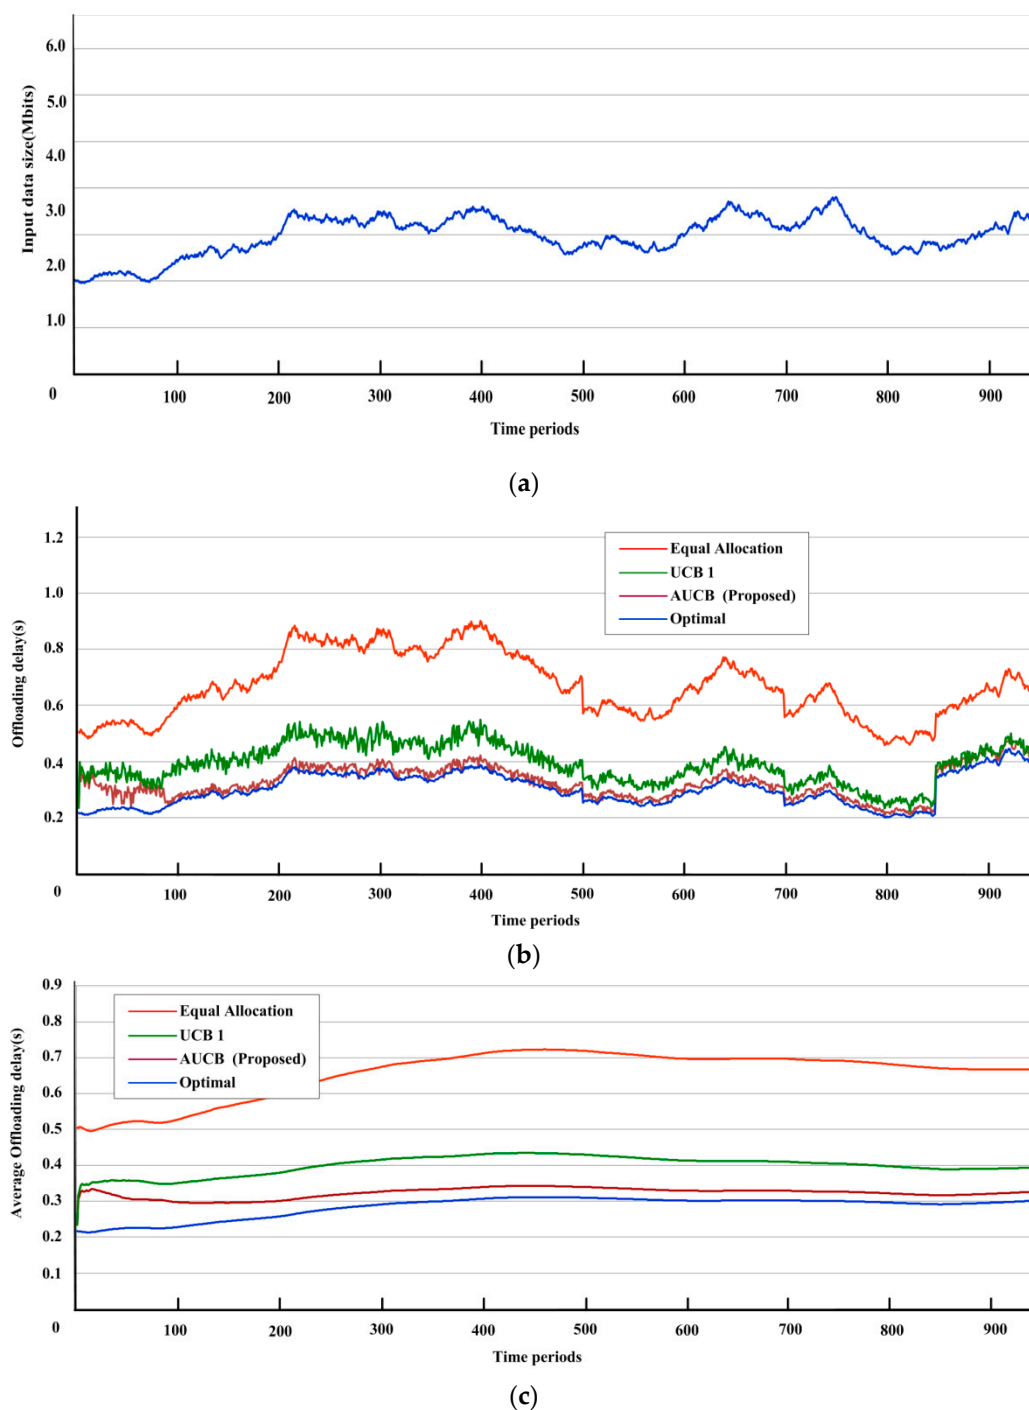 6.0
5.0
4.0
3.0
2.0
1.0
0
Input data size(Mbits)
100 200 300 400 500 600 700 800 900
Time periods
(a)
1.2
1.0
0.8
0.6
0.4
0.2
0
Offloading delay(s)
Equal Allocation
UCB 1
AUCB (Proposed)
Optimal
100 200 300 400 500 600 700 800 900
Time periods
(b)
0.9
0.8
0.7
0.6
0.5
0.4
0.3
0.2
0.1
0
Average Offloading delay(s)
Equal Allocation
UCB 1
AUCB (Proposed)
Optimal
100 200 300 400 500 600 700 800 900
Time periods
(c)